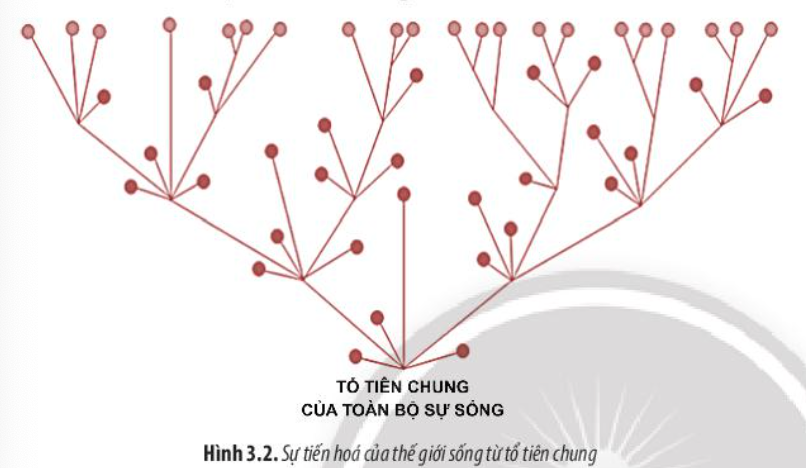 TỔ TIÊN CHUNG
CỦA TOÀN BỘ SỰ SỐNG
Hình 3.2. Sự tiến hoá của thế giới sống từ tổ tiên chung